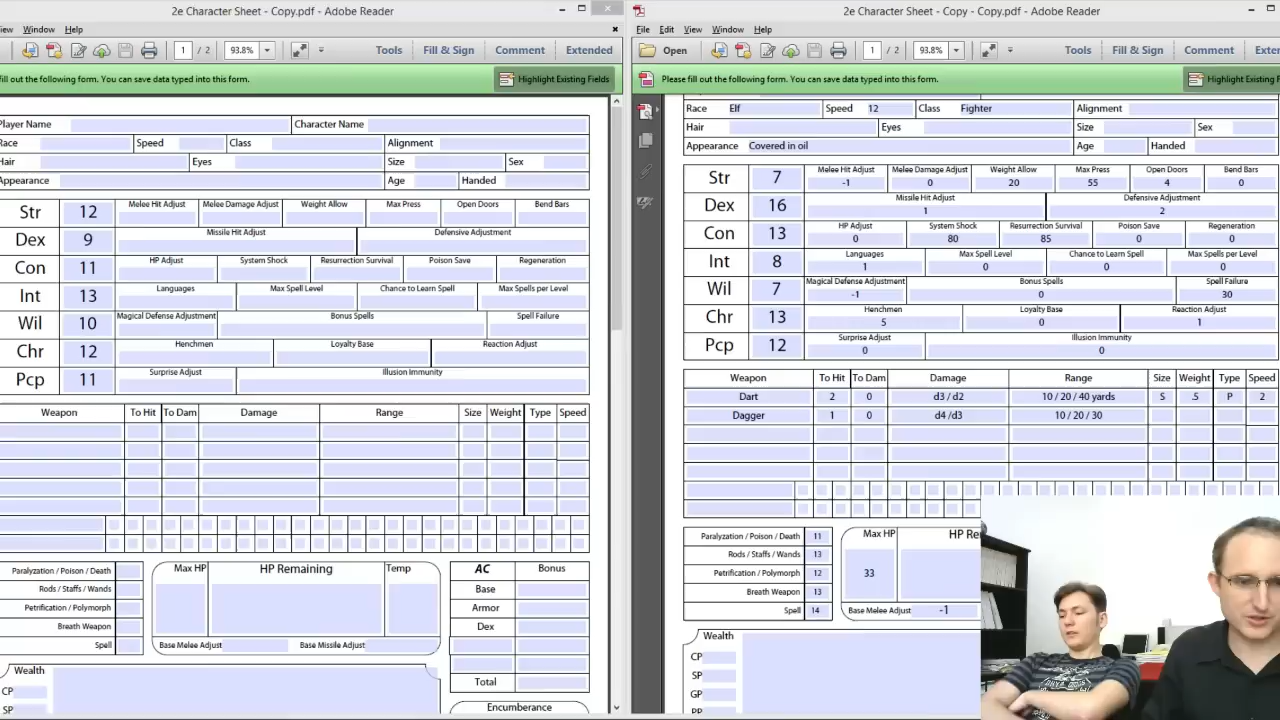 2e Character Sheet - Copy.pdf - Adobe Reader
iew Window Help
1 / 2 93.8% Tools Fill & Sign Comment Extended
fill out the following form. You can save data typed into this form. Highlight Existing Fields
Player Name Character Name
Race Speed Class Alignment
Hair Eyes Size Sex
Appearance Age Handed
Str 12 Melee Hit Adjust Melee Damage Adjust Weight Allow Max Press Open Doors Bend Bars
Dex 9 Missile Hit Adjust Defensive Adjustment
Con 11 HP Adjust System Shock Resurrection Survival Poison Save Regeneration
Int 13 Languages Max Spell Level Chance to Learn Spell Max Spells per Level
Wil 10 Magical Defense Adjustment Bonus Spells Spell Failure
Chr 12 Henchmen Loyalty Base Reaction Adjust
Pcp 11 Surprise Adjust Illusion Immunity
Weapon To Hit To Dam Damage Range Size Weight Type Speed
Paralyzation / Poison / Death Max HP HP Remaining Temp AC Bonus
Rods / Staffs / Wands Base
Petrification / Polymorph Armor
Breath Weapon Dex
Spell Base Melee Adjust Base Missile Adjust
Wealth
Total
CP
Encumberance
SP
2e Character Sheet - Copy - Copy.pdf - Adobe Reader
File Edit View Window Help
Open 1 / 2 93.8% Tools Fill & Sign Comment Exter
Please fill out the following form. You can save data typed into this form. Highlight Existing F
Race Elf Speed 12 Class Fighter Alignment
Hair Eyes Size Sex
Appearance Covered in oil Age Handed
Str 7 Melee Hit Adjust Melee Damage Adjust Weight Allow Max Press Open Doors Bend Bars
-1 0 20 55 4 0
Dex 16 Missile Hit Adjust Defensive Adjustment
1 2
Con 13 HP Adjust System Shock Resurrection Survival Poison Save Regeneration
0 80 85 0 0
Int 8 Languages Max Spell Level Chance to Learn Spell Max Spells per Level
1 0 0 0
Wil 7 Magical Defense Adjustment Bonus Spells Spell Failure
-1 0 30
Chr 13 Henchmen Loyalty Base Reaction Adjust
5 0 1
Pcp 12 Surprise Adjust Illusion Immunity
0 0
Weapon To Hit To Dam Damage Range Size Weight Type Speed
Dart 2 0 d3 / d2 10 / 20 / 40 yards S .5 P 2
Dagger 1 0 d4 /d3 10 / 20 / 30
Paralyzation / Poison / Death 11 Max HP HP Re
Rods / Staffs / Wands 13
Petrification / Polymorph 12 33
Breath Weapon 13
Spell 14 Base Melee Adjust -1
Wealth
CP
SP
GP
PP